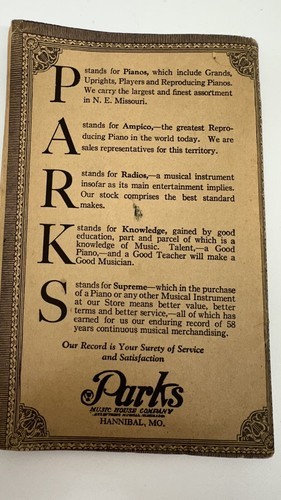 P stands for Pianos, which include Grands,
Uprights, Players and Reproducing Pianos.
We carry the largest and finest assortment
in N. E. Missouri.
A stands for Ampico,—the greatest Repro-
ducing Piano in the world today. We are
sales representatives for this territory.
R stands for Radios,—a musical instrument
insofar as its main entertainment implies.
Our stock comprises the best standard
makes.
K stands for Knowledge, gained by good
education, part and parcel of which is a
knowledge of Music. Talent,—a Good
Piano,—and a Good Teacher will make a
Good Musician.
S stands for Supreme—which in the purchase
of a Piano or any other Musical Instrument
at our Store means better value, better
terms and better service,—all of which has
earned for us our enduring record of 58
years continuous musical merchandising.
Our Record is Your Surety of Service
and Satisfaction
Parks
MUSIC HOUSE COMPANY
HANNIBAL, MO.